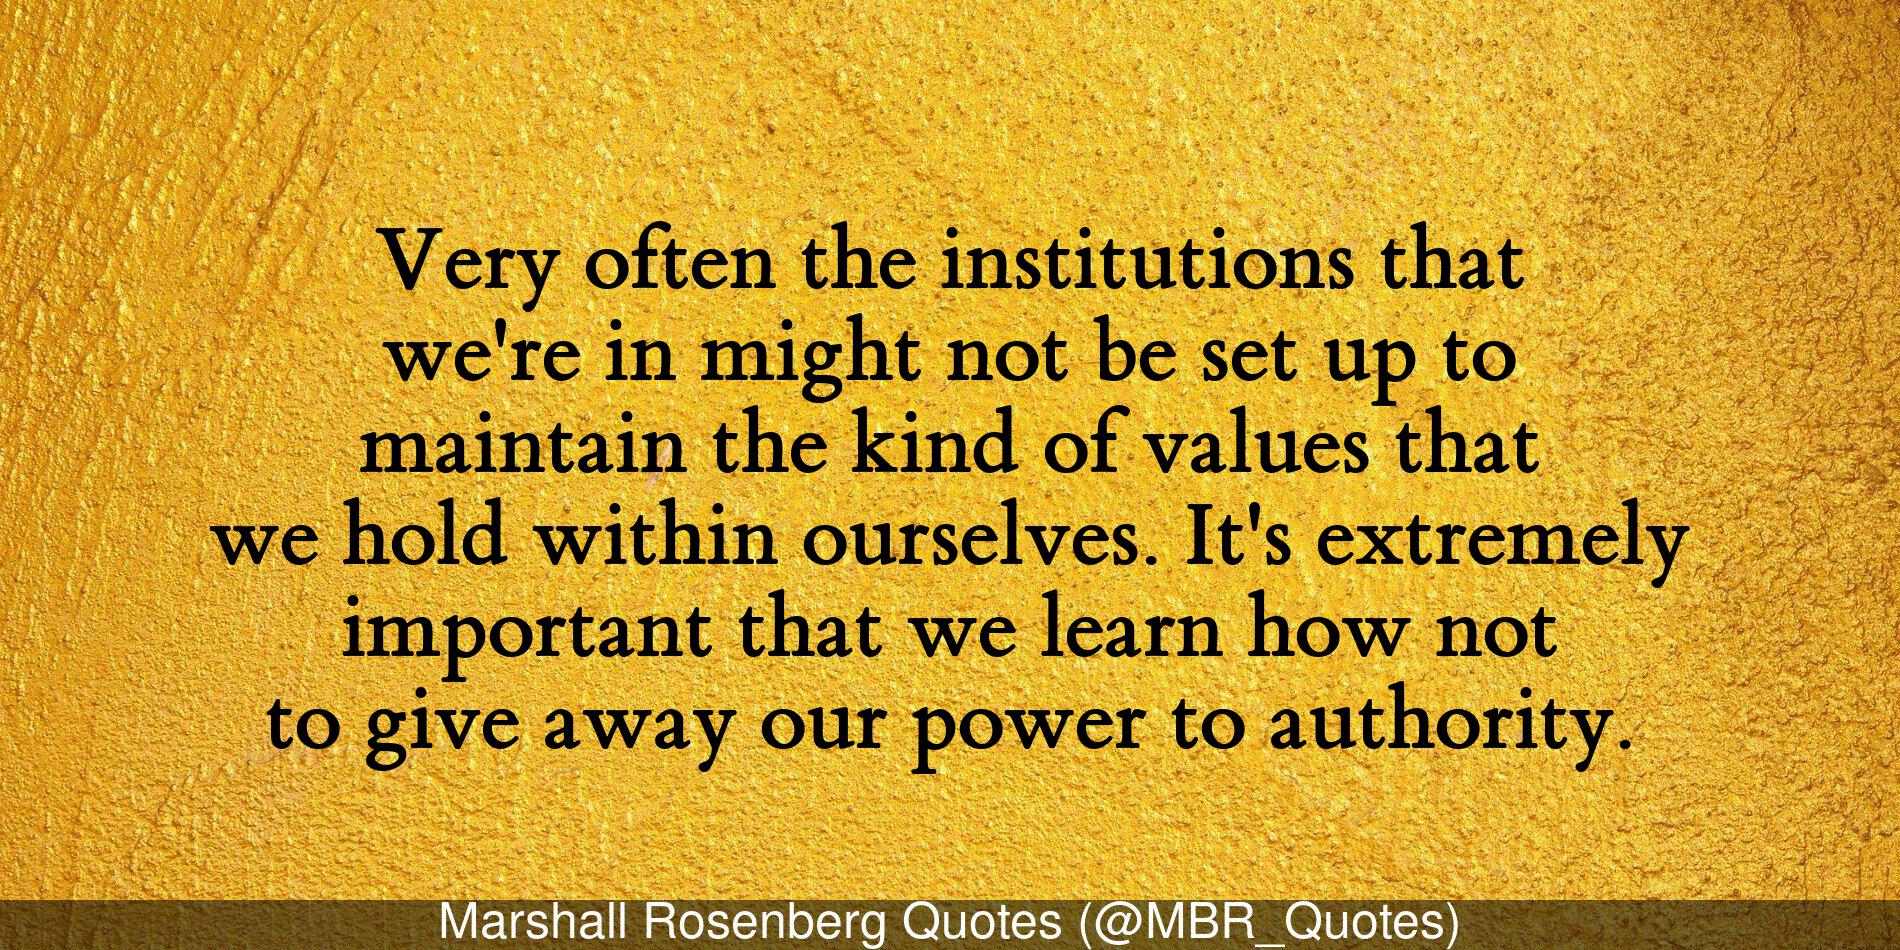 Very often the institutions that
we're in might not be set up to
maintain the kind of values that
we hold within ourselves. It's extremely
important that we learn how not
to give away our power to authority.
Marshall Rosenberg Quotes (@MBR_Quotes)